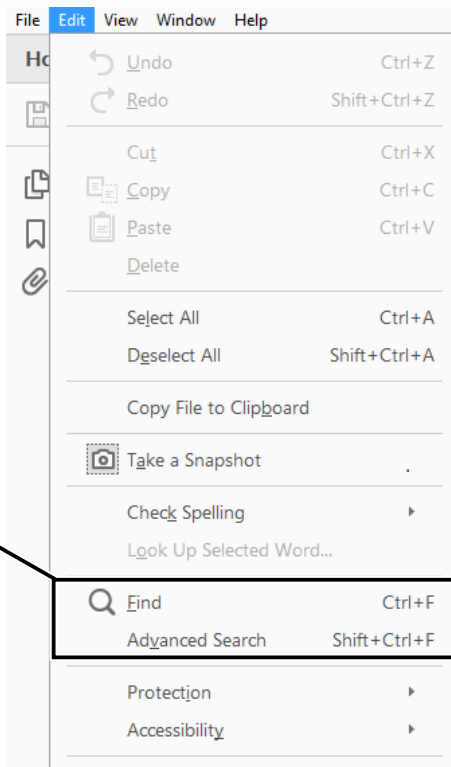 File Edit View Window Help
Ho
Undo Ctrl+Z
Redo Shift+Ctrl+Z
Cut Ctrl+X
Copy Ctrl+C
Paste Ctrl+V
Delete
Select All Ctrl+A
Deselect All Shift+Ctrl+A
Copy File to Clipboard
Take a Snapshot .
Check Spelling
Look Up Selected Word...
Find Ctrl+F
Advanced Search Shift+Ctrl+F
Protection
Accessibility